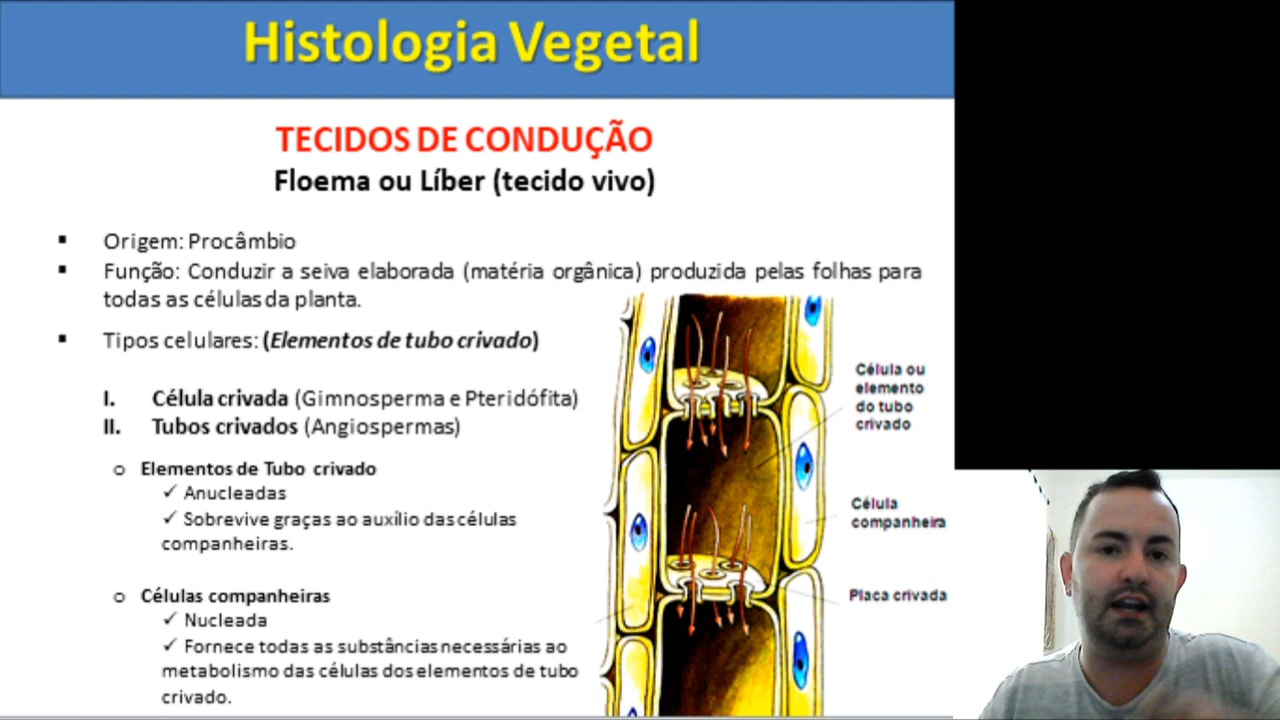 Histologia Vegetal
TECIDOS DE CONDUÇÃO
Floema ou Líber (tecido vivo)
▪ Origem: Procâmbio
▪ Função: Conduzir a seiva elaborada (matéria orgânica) produzida pelas folhas para
todas as células da planta.
▪ Tipos celulares: (Elementos de tubo crivado)
I. Célula crivada (Gimnosperma e Pteridófita)
II. Tubos crivados (Angiospermas)
o Elementos de Tubo crivado
✓ Anucleadas
✓ Sobrevive graças ao auxílio das células
companheiras.
o Células companheiras
✓ Nucleada
✓ Fornece todas as substâncias necessárias ao
metabolismo das células dos elementos de tubo
crivado.
Célula ou
elemento
do tubo
crivado
Célula
companheira
Placa crivada